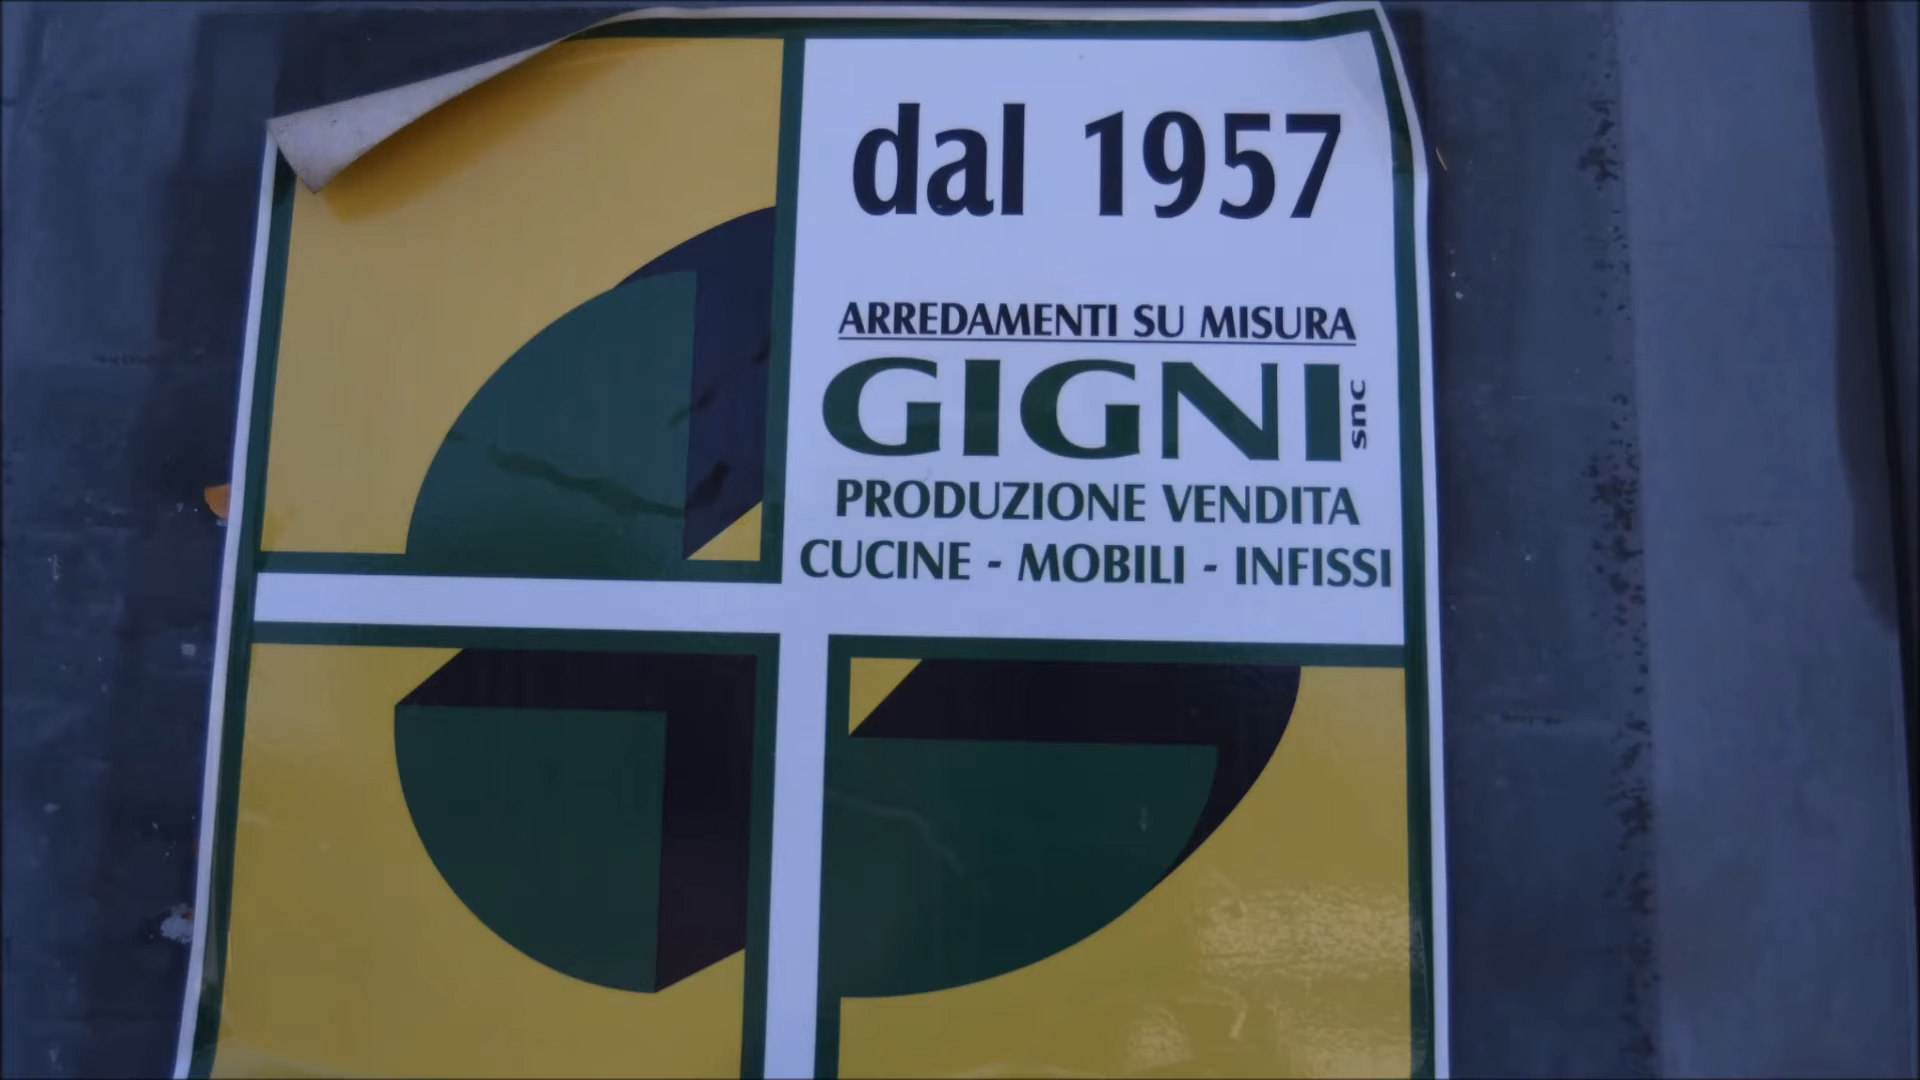 dal 1957
ARREDAMENTI SU MISURA
GIGNI snc
PRODUZIONE VENDITA
CUCINE - MOBILI - INFISSI